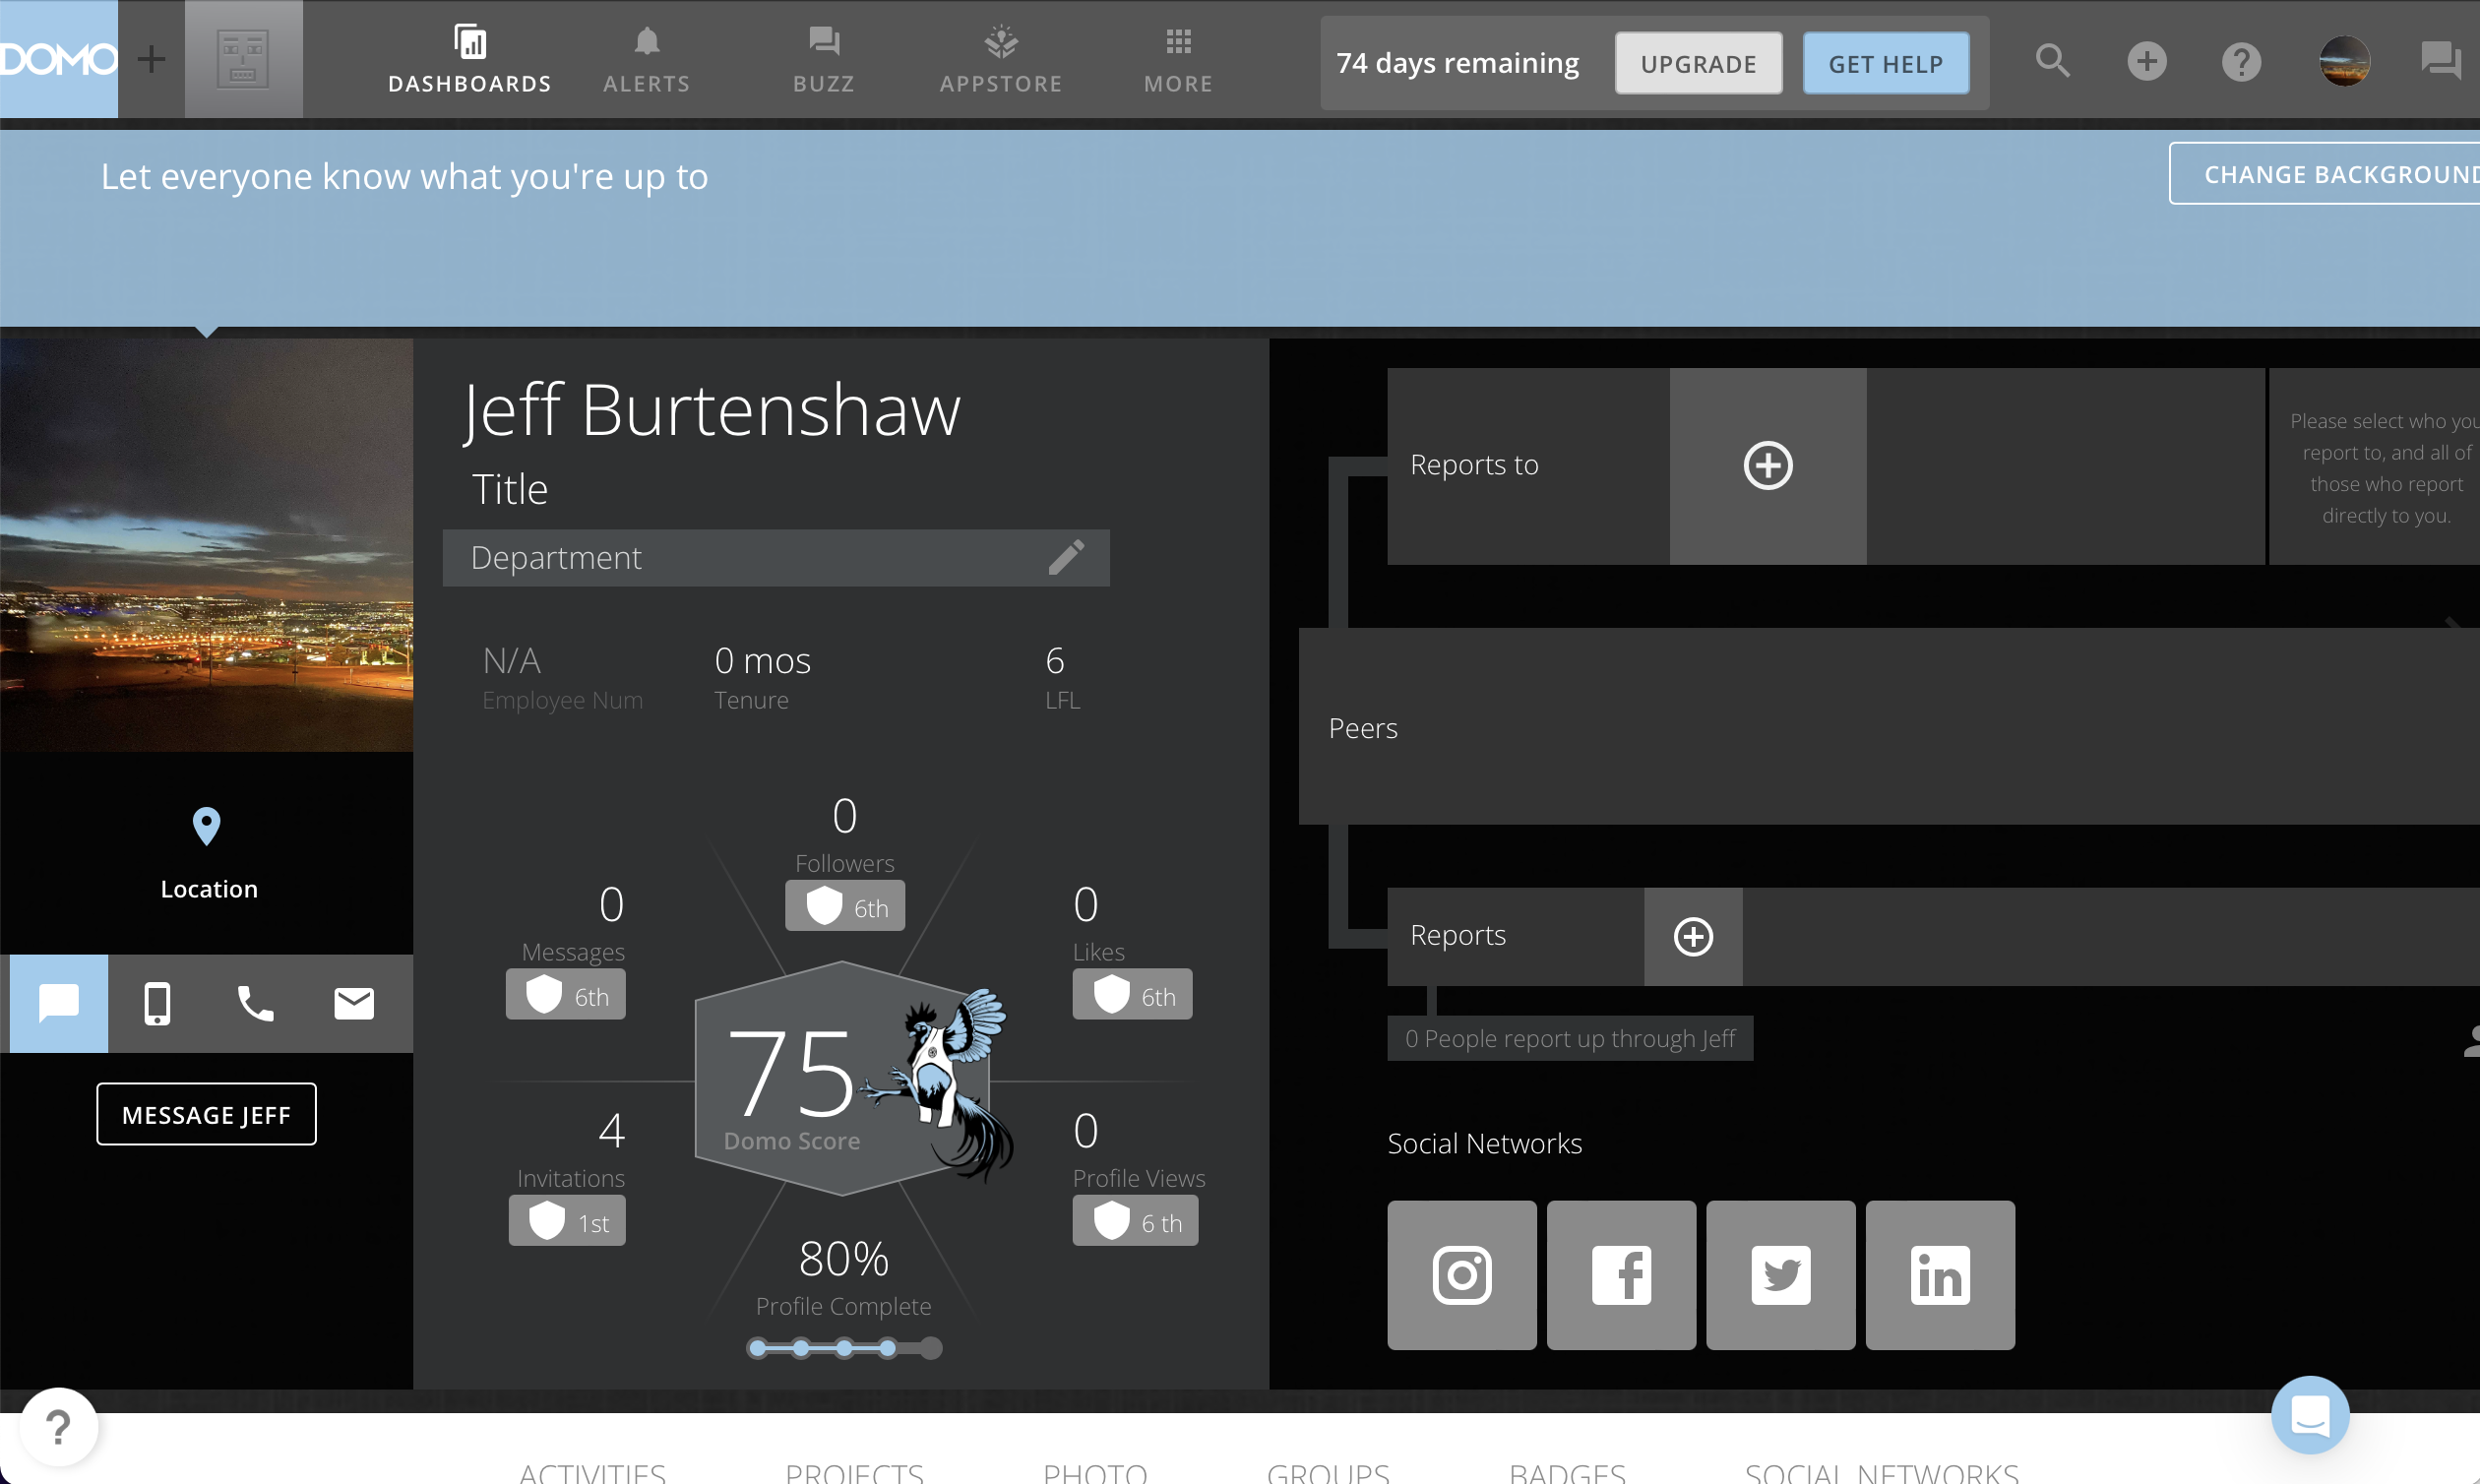 DOMO
DASHBOARDS
ALERTS
BUZZ
APPSTORE
MORE
74 days remaining
UPGRADE
GET HELP
Let everyone know what you're up to
CHANGE BACKGROUND
Jeff Burtenshaw
Title
Department
N/A
Employee Num
0 mos
Tenure
6
LFL
0
Followers
6th
0
Messages
6th
0
Likes
6th
75
Domo Score
4
Invitations
1st
0
Profile Views
6 th
80%
Profile Complete
Location
MESSAGE JEFF
Reports to
Please select who you
report to, and all of
those who report
directly to you.
Peers
Reports
0 People report up through Jeff
Social Networks
?
ACTIVITIES
PROJECTS
PHOTO
GROUPS
BADGES
SOCIAL NETWORKS